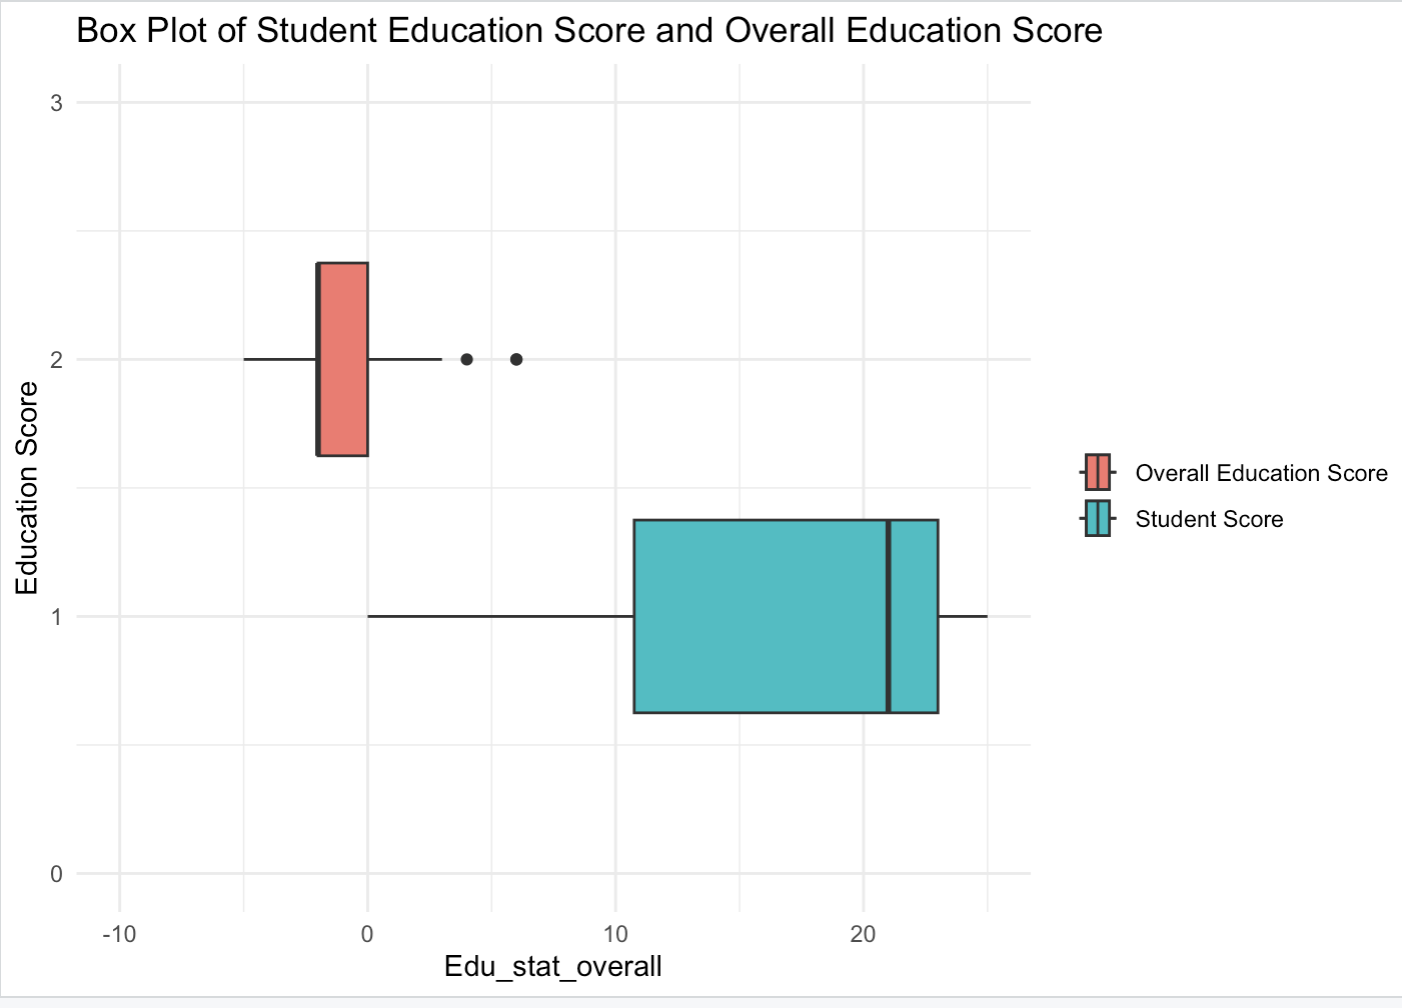 Box Plot of Student Education Score and Overall Education Score
3
2
1
0
Education Score
-10 0 10 20
Edu_stat_overall
Overall Education Score
Student Score